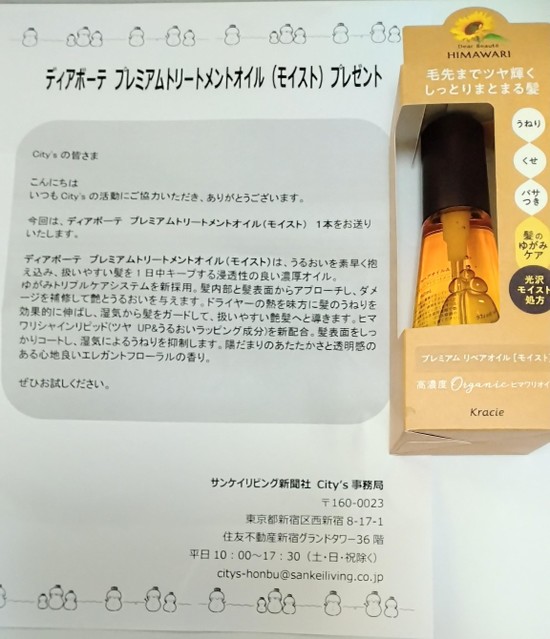 ディアボーテ プレミアムトリートメントオイル(モイスト)プレゼント
City's の皆さま
こんにちは
いつも City's の活動にご協力いただき、ありがとうございます。
今回は、ディアボーテ プレミアムトリートメントオイル(モイスト) 1本をお送り
いたします。
ディアボーテ プレミアムトリートメントオイル(モイスト)は、うるおいを素早く抱
え込み、扱いやすい髪を1日中キープする浸透性の良い濃厚オイル。
ゆがみトリプルケアシステムを新採用。髪内部と髪表面からアプローチし、ダメ
ージを補修して艶とうるおいを与えます。ドライヤーの熱を味方に髪のうねりを
効果的に伸ばし、湿気から髪をガードして、扱いやすい艶髪へと導きます。ヒマ
ワリシャインリピッド(ツヤ UP&うるおいラッピング成分)を新配合。髪表面をしっ
かりコートし、湿気によるうねりを抑制します。陽だまりのあたたかさと透明感の
ある心地良いエレガントフローラルの香り。
ぜひお試しください。
サンケイリビング新聞社 City's 事務局
〒160-0023
東京都新宿区西新宿 8-17-1
住友不動産新宿グランドタワー36 階
平日 10:00~17:30(土・日・祝除く)
citys-honbu@sankeiliving.co.jp
Dear Beauté
HIMAWARI
毛先までツヤ輝く
しっとりまとまる髪
うねり
くせ
パサ
つき
髪の
ゆがみ
ケア
光沢
モイスト
処方
プレミアム リペアオイル【モイスト】
高濃度 Organic ヒマワリオイ
Kracie